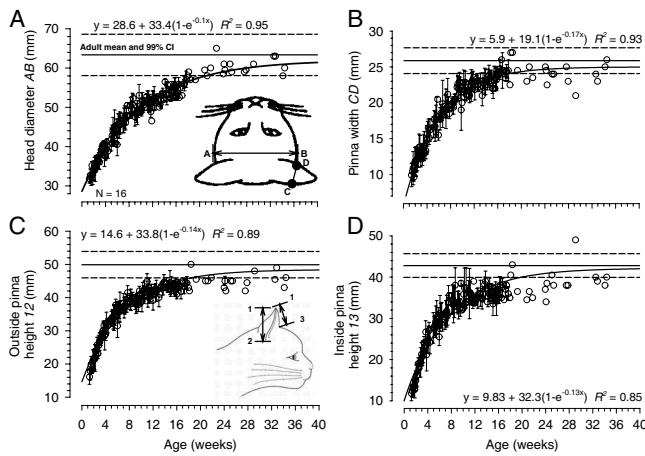 A
y = 28.6 + 33.4(1-e^-0.1x) R² = 0.95
Adult mean and 99% CI
Head diameter AB (mm)
70
60
50
40
30
N = 16
A
B
D
C
B
y = 5.9 + 19.1(1-e^-0.17x) R² = 0.93
Pinna width CD (mm)
30
25
20
15
10
C
y = 14.6 + 33.8(1-e^-0.14x) R² = 0.89
Outside pinna
height 12 (mm)
60
50
40
30
20
10
1
1
2
3
0 4 8 12 16 20 24 28 32 36 40
Age (weeks)
D
Inside pinna
height 13 (mm)
50
40
30
20
10
y = 9.83 + 32.3(1-e^-0.13x) R² = 0.85
0 4 8 12 16 20 24 28 32 36 40
Age (weeks)